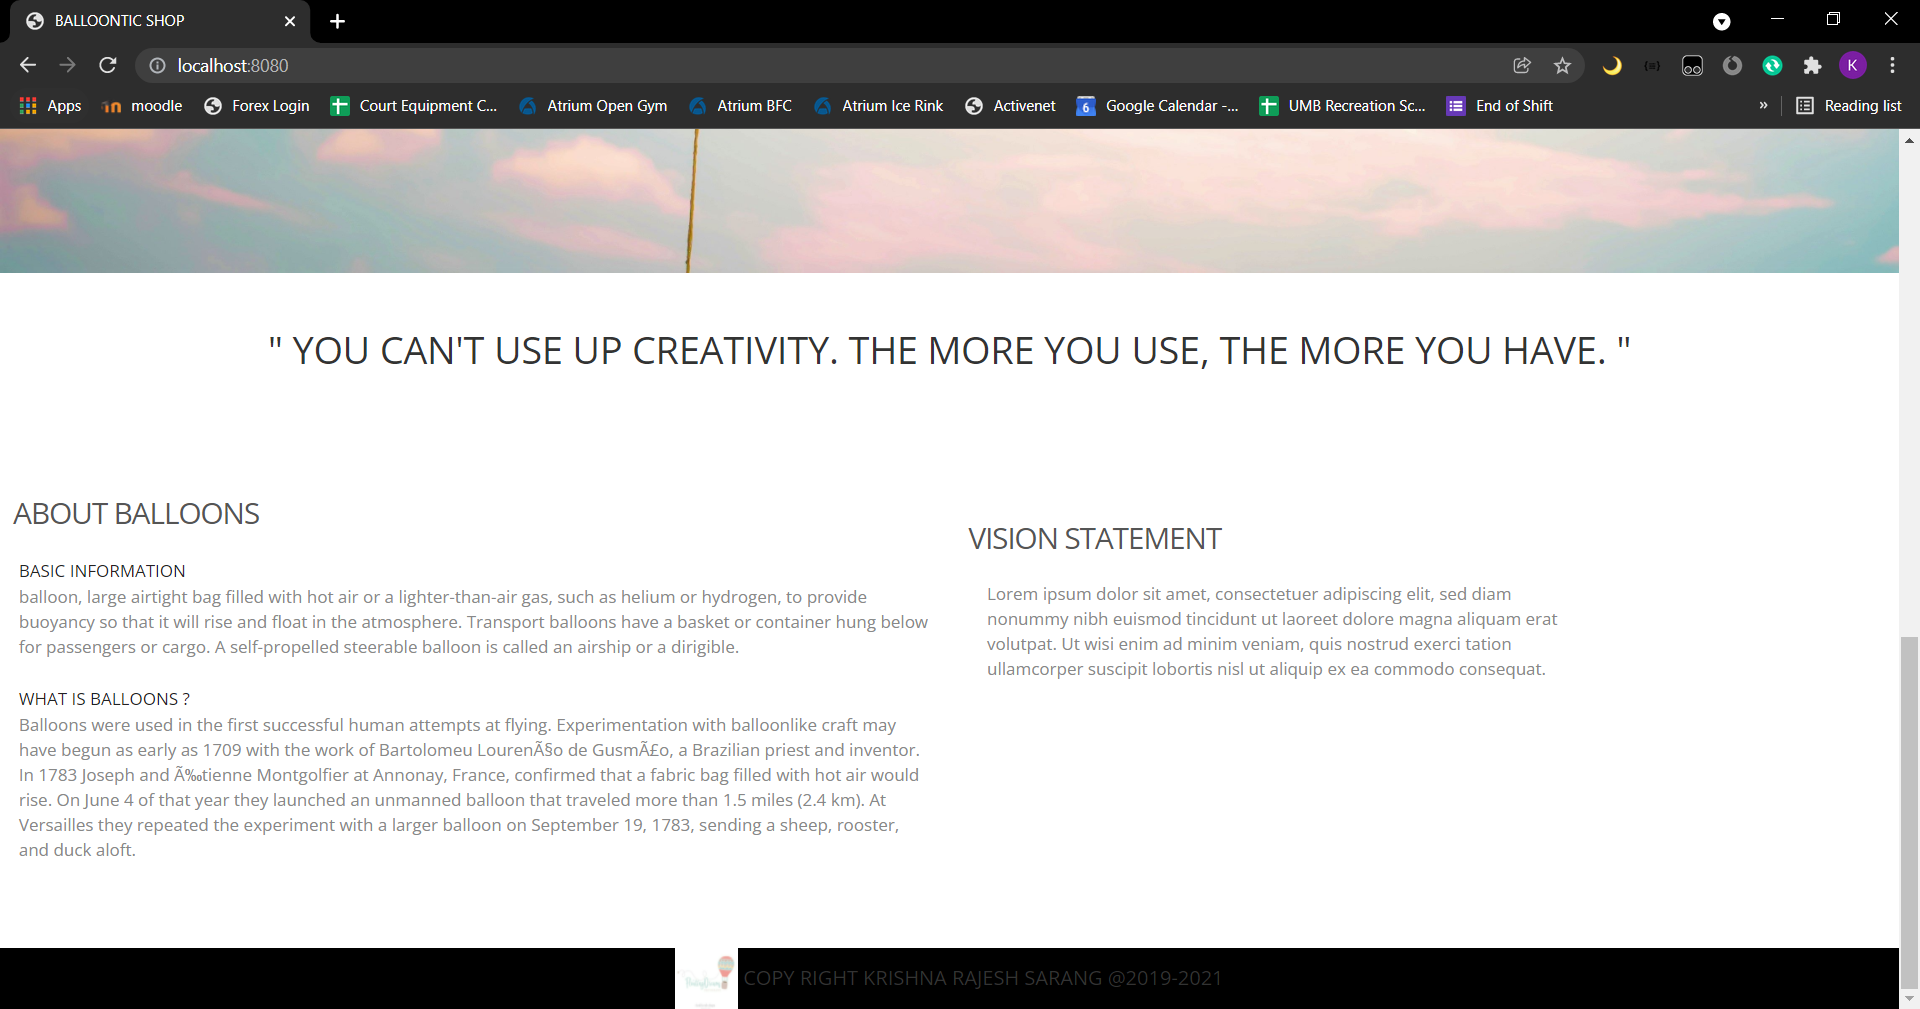 BALLOONTIC SHOP
localhost:8080
K
Apps
moodle
Forex Login
Court Equipment C...
Atrium Open Gym
Atrium BFC
Atrium Ice Rink
Activenet
6
Google Calendar -...
UMB Recreation Sc...
End of Shift
»
Reading list
" YOU CAN'T USE UP CREATIVITY. THE MORE YOU USE, THE MORE YOU HAVE. "
ABOUT BALLOONS
BASIC INFORMATION
balloon, large airtight bag filled with hot air or a lighter-than-air gas, such as helium or hydrogen, to provide
buoyancy so that it will rise and float in the atmosphere. Transport balloons have a basket or container hung below
for passengers or cargo. A self-propelled steerable balloon is called an airship or a dirigible.
WHAT IS BALLOONS ?
Balloons were used in the first successful human attempts at flying. Experimentation with balloonlike craft may
have begun as early as 1709 with the work of Bartolomeu LourenÃ§o de GusmÃ£o, a Brazilian priest and inventor.
In 1783 Joseph and Ã‰tienne Montgolfier at Annonay, France, confirmed that a fabric bag filled with hot air would
rise. On June 4 of that year they launched an unmanned balloon that traveled more than 1.5 miles (2.4 km). At
Versailles they repeated the experiment with a larger balloon on September 19, 1783, sending a sheep, rooster,
and duck aloft.
VISION STATEMENT
Lorem ipsum dolor sit amet, consectetuer adipiscing elit, sed diam
nonummy nibh euismod tincidunt ut laoreet dolore magna aliquam erat
volutpat. Ut wisi enim ad minim veniam, quis nostrud exerci tation
ullamcorper suscipit lobortis nisl ut aliquip ex ea commodo consequat.
COPY RIGHT KRISHNA RAJESH SARANG @2019-2021